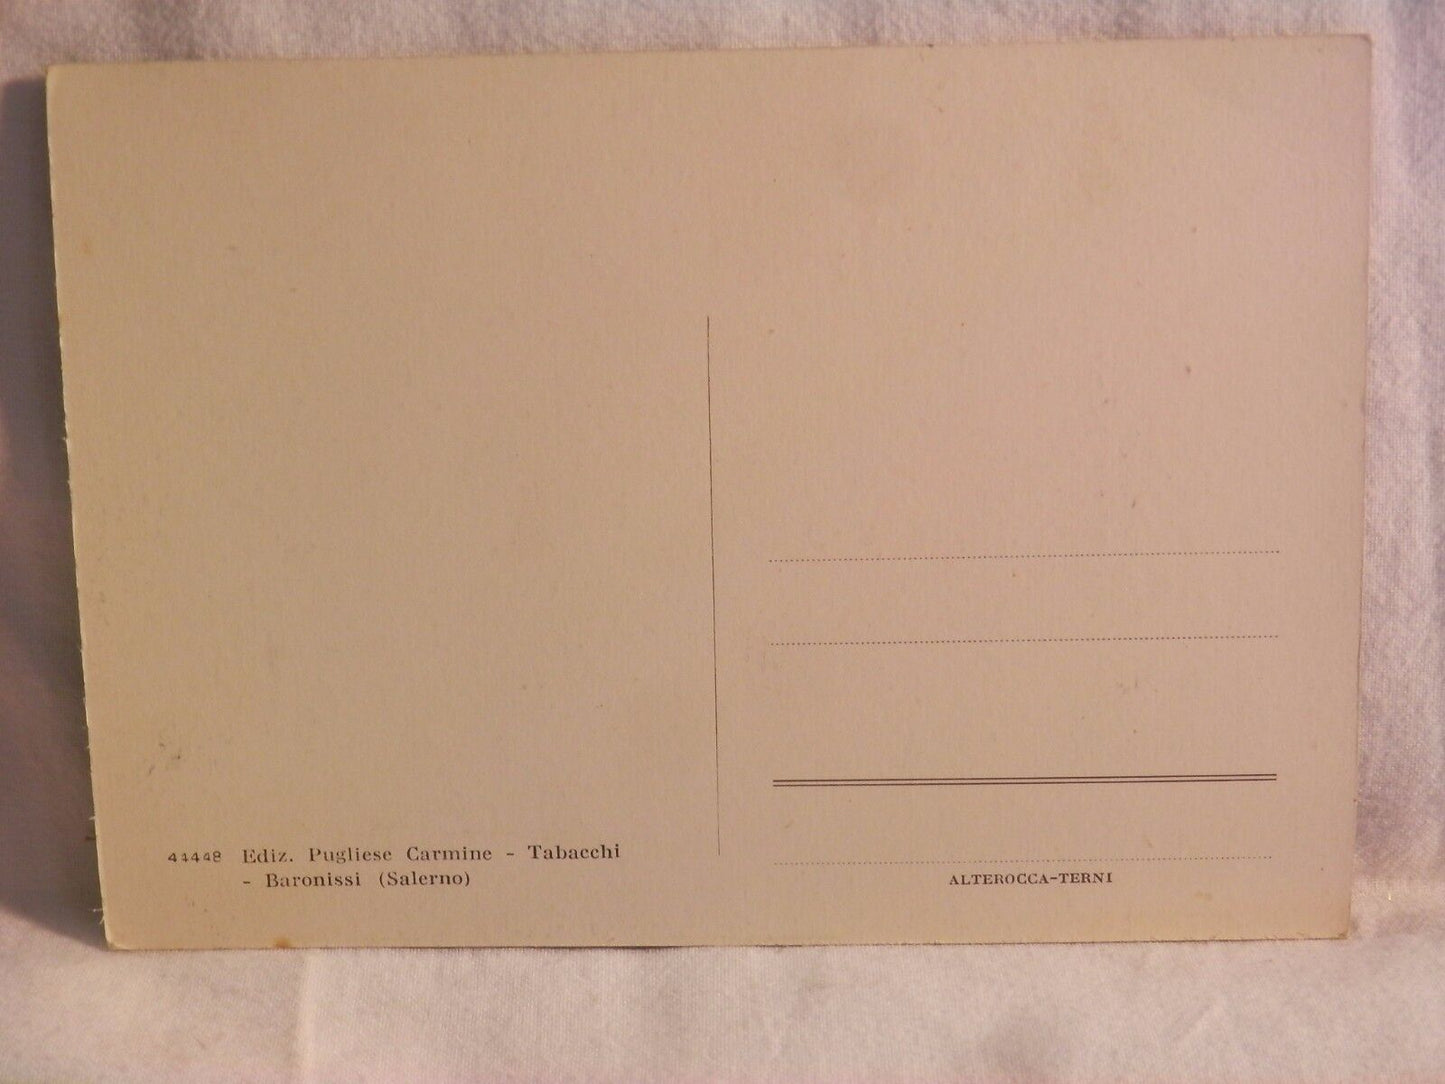 44448 Ediz. Pugliese Carmine - Tabacchi
- Baronissi (Salerno)
ALTEROCCA-TERNI